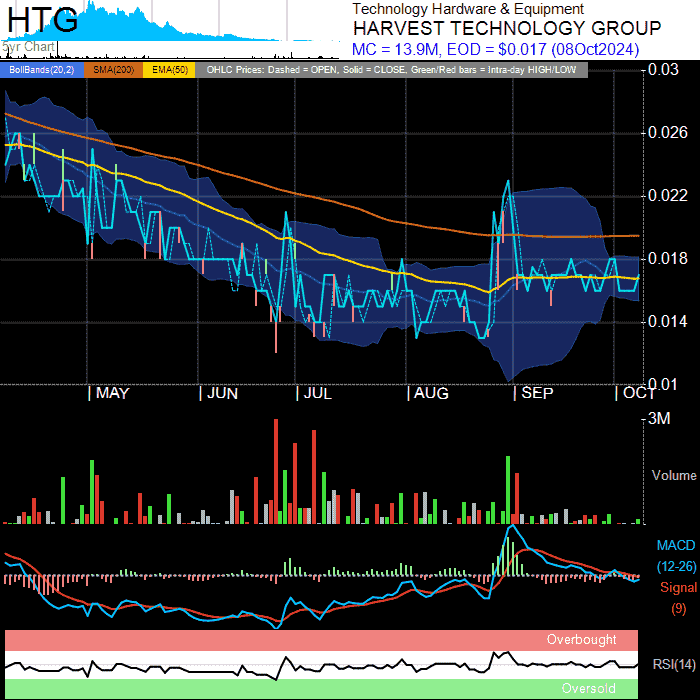 HTG
5yr Chart
Technology Hardware & Equipment
HARVEST TECHNOLOGY GROUP
MC = 13.9M, EOD = $0.017 (08Oct2024)
BollBands(20,2) SMA(200) EMA(50) OHLC Prices: Dashed = OPEN, Solid = CLOSE, Green/Red bars = Intra-day HIGH/LOW
0.03
0.026
0.022
0.018
0.014
0.01
| MAY | JUN | JUL | AUG | SEP | OCT
3M
Volume
MACD
(12-26)
Signal
(9)
Overbought
RSI(14)
Oversold